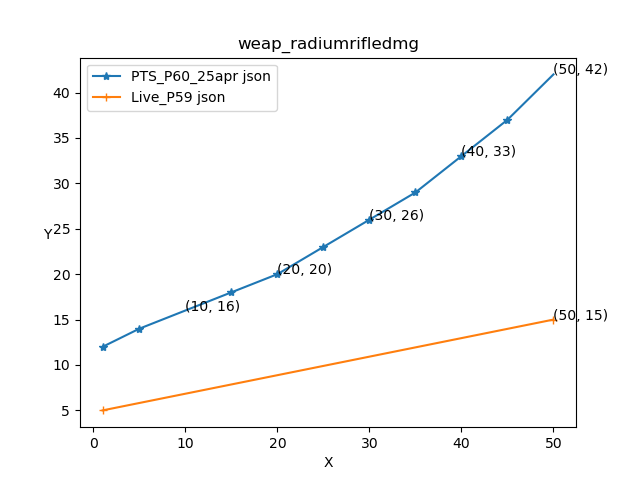 weap_radiumrifledmg
PTS_P60_25apr json
Live_P59 json
(50, 42)
(40, 33)
(30, 26)
(20, 20)
(10, 16)
(50, 15)
Y
40
35
30
25
20
15
10
5
0 10 20 30 40 50
X